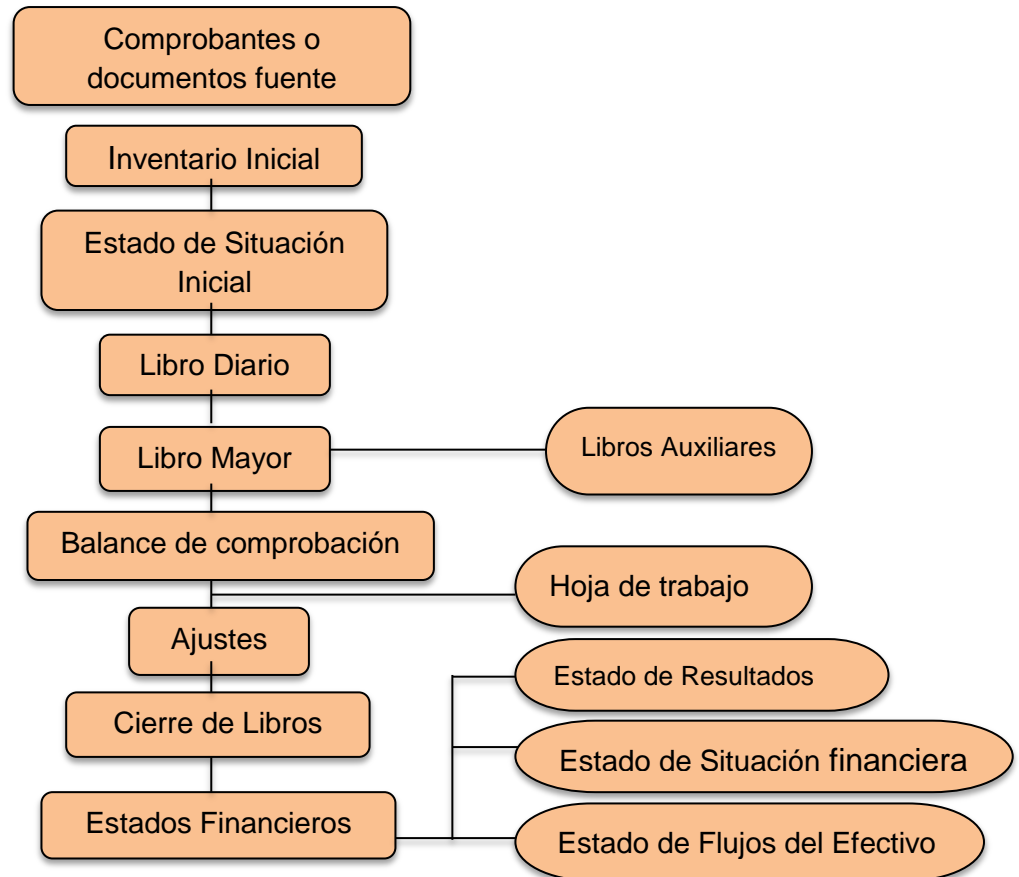 Comprobantes o
documentos fuente
Inventario Inicial
Estado de Situación
Inicial
Libro Diario
Libro Mayor
Libros Auxiliares
Balance de comprobación
Hoja de trabajo
Ajustes
Estado de Resultados
Cierre de Libros
Estado de Situación financiera
Estados Financieros
Estado de Flujos del Efectivo